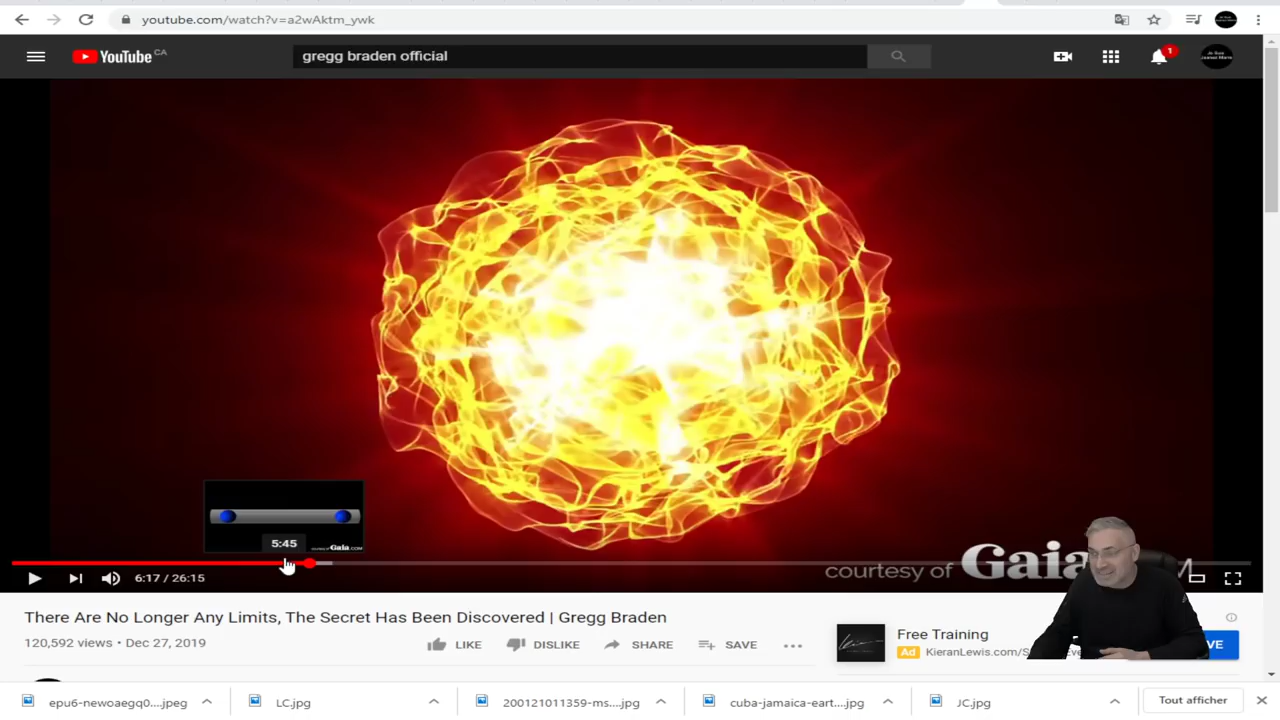 youtube.com/watch?v=a2wAktm_ywk
YouTube CA
gregg braden official
1
5:45
courtesy of Gaia
6:17 / 26:15
There Are No Longer Any Limits, The Secret Has Been Discovered | Gregg Braden
120,592 views • Dec 27, 2019
LIKE
DISLIKE
SHARE
SAVE
Free Training
Ad
epu6-newoaegq0....jpeg
LC.jpg
200121011359-ms....jpg
cuba-jamaica-eart....jpg
JC.jpg
Tout afficher